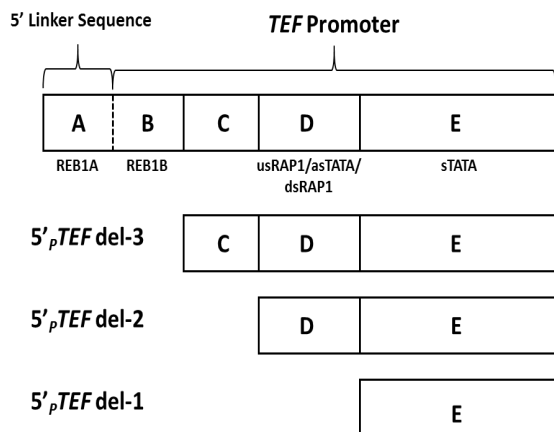 5' Linker Sequence
TEF Promoter
A B C D E
REB1A REB1B usRAP1/asTATA/ sTATA
dsRAP1
5'PTEF del-3 C D E
5'PTEF del-2 D E
5'PTEF del-1 E